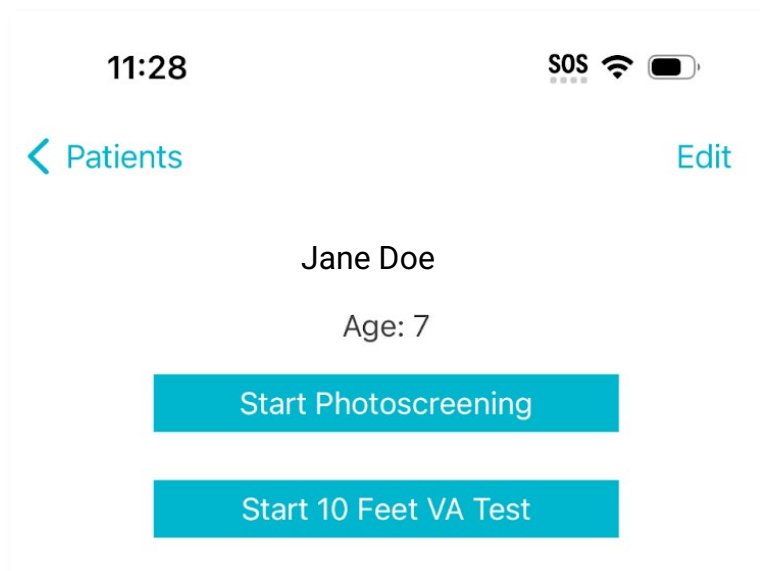 11:28 SOS
Patients Edit
Jane Doe
Age: 7
Start Photoscreening
Start 10 Feet VA Test